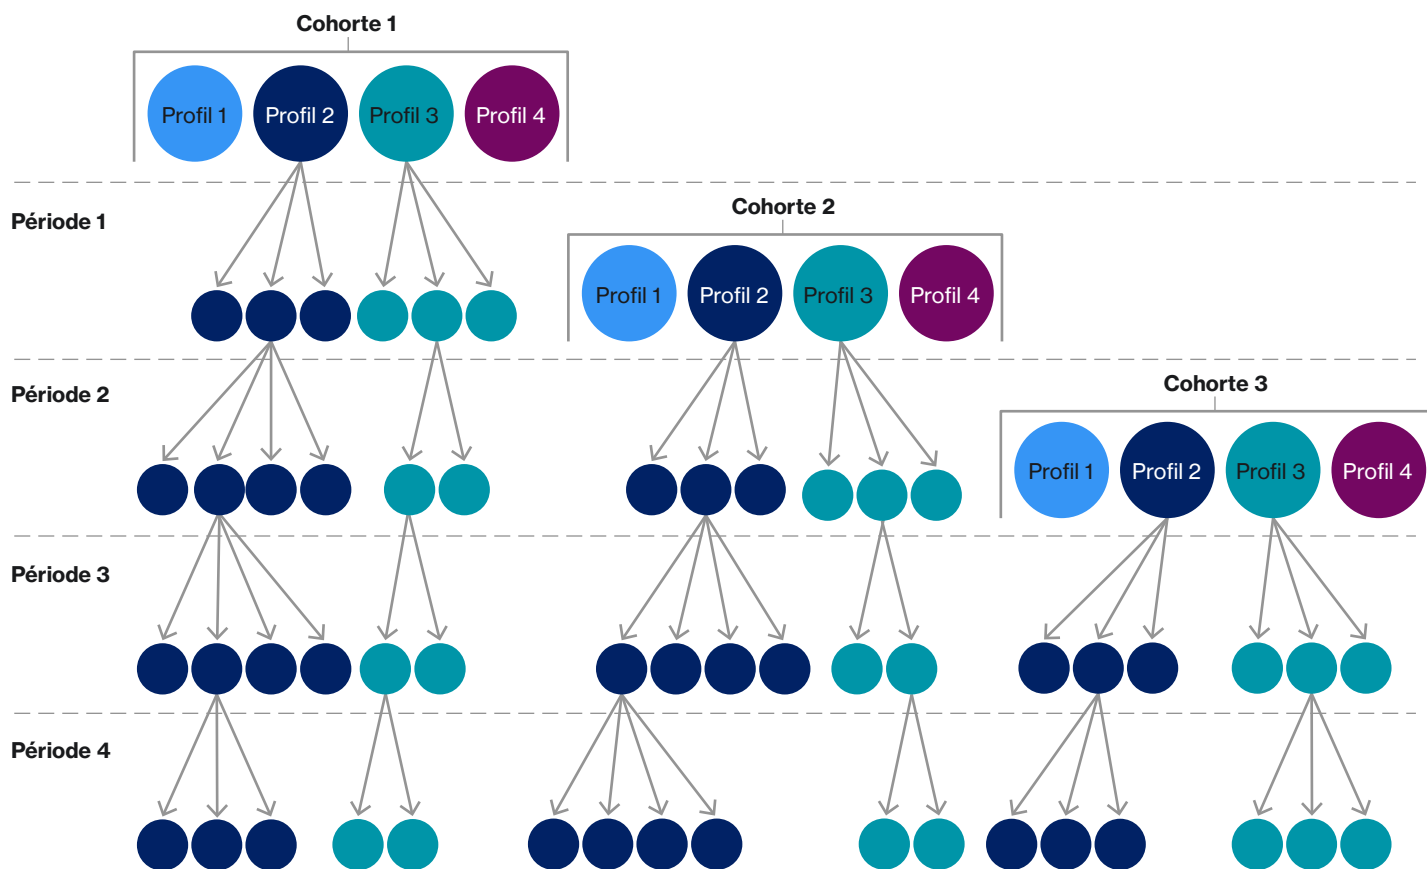 Cohorte 1
Profil 1 Profil 2 Profil 3 Profil 4
Période 1
Cohorte 2
Profil 1 Profil 2 Profil 3 Profil 4
Période 2
Cohorte 3
Profil 1 Profil 2 Profil 3 Profil 4
Période 3
Période 4